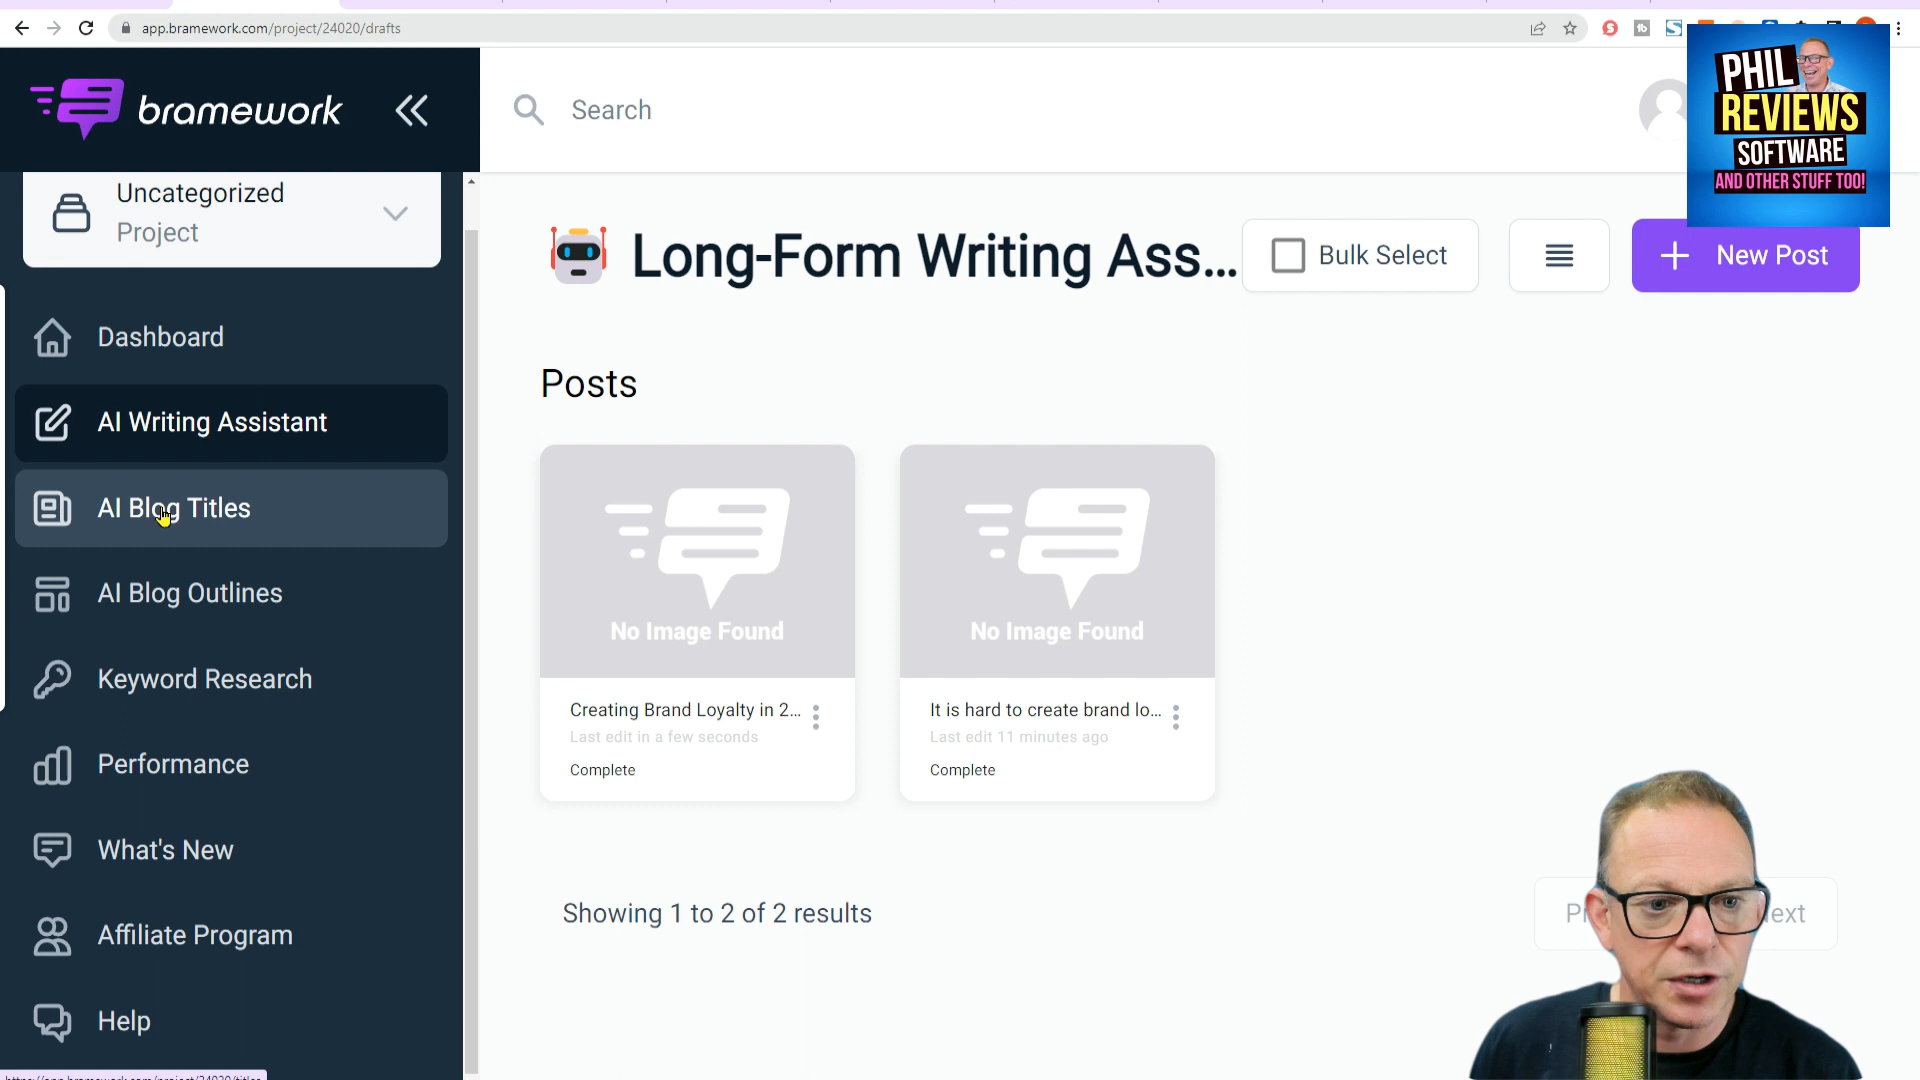 app.bramework.com/project/24020/drafts
bramework
Search
PHIL
REVIEWS
SOFTWARE
AND OTHER STUFF TOO!
Uncategorized
Project
Long-Form Writing Ass...
Bulk Select
New Post
Dashboard
AI Writing Assistant
AI Blog Titles
AI Blog Outlines
Keyword Research
Performance
What's New
Affiliate Program
Help
Posts
No Image Found
Creating Brand Loyalty in 2...
Last edit in a few seconds
Complete
No Image Found
It is hard to create brand lo...
Last edit 11 minutes ago
Complete
Showing 1 to 2 of 2 results